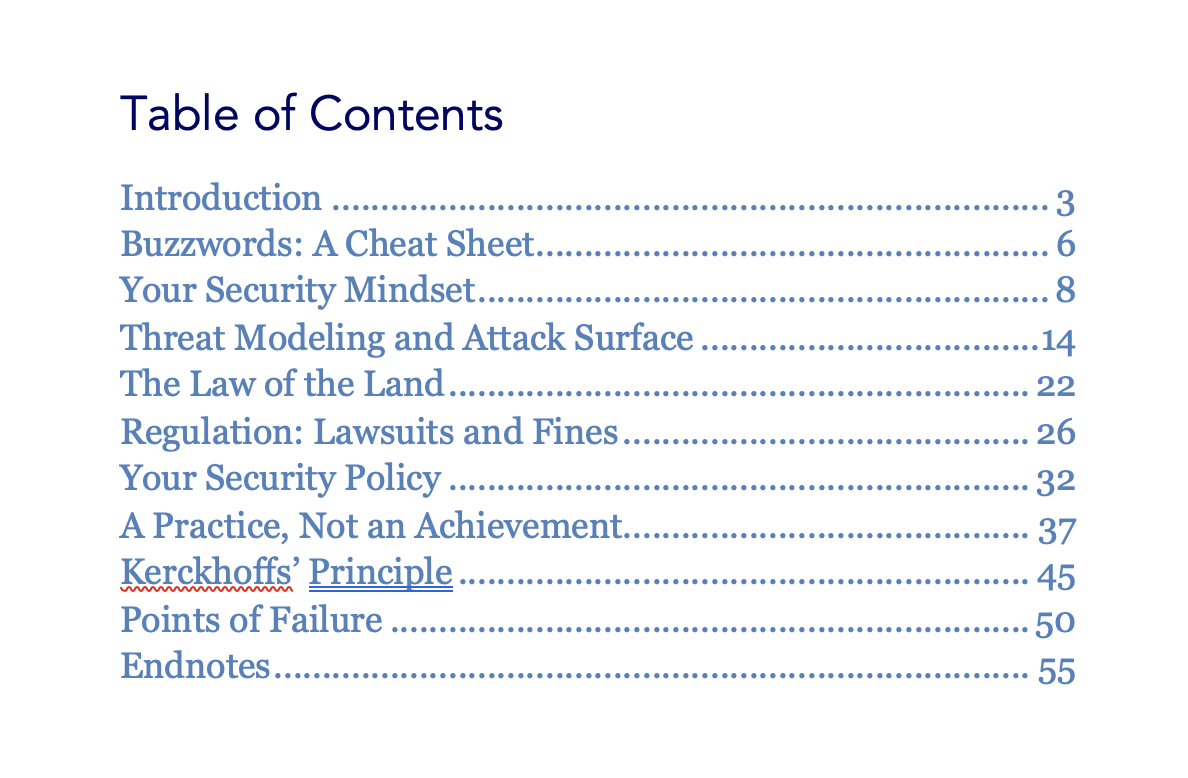 Table of Contents
Introduction ........................................................................ 3
Buzzwords: A Cheat Sheet.................................................... 6
Your Security Mindset.......................................................... 8
Threat Modeling and Attack Surface ..................................14
The Law of the Land.......................................................... 22
Regulation: Lawsuits and Fines......................................... 26
Your Security Policy .......................................................... 32
A Practice, Not an Achievement......................................... 37
Kerckhoffs’ Principle ......................................................... 45
Points of Failure ................................................................ 50
Endnotes............................................................................ 55